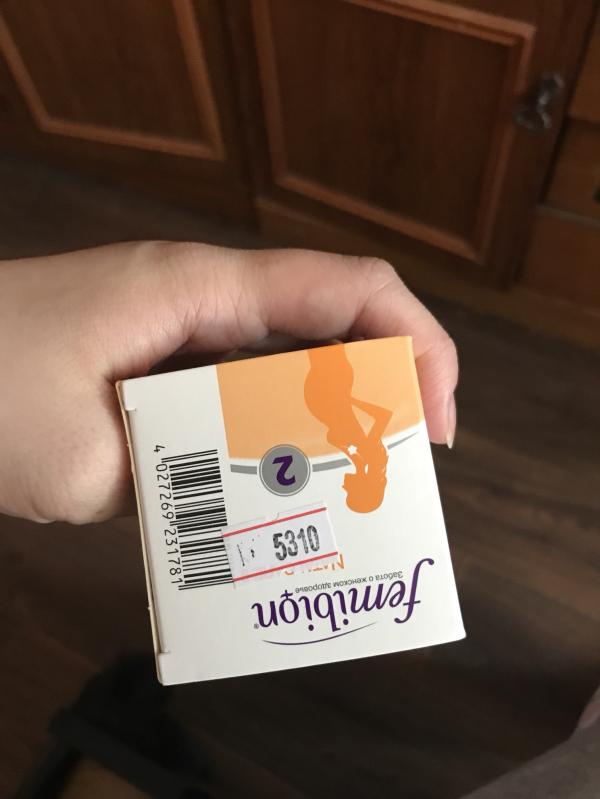 femibion®
Забота о женском здоровье
5310
2
4 027269 231781